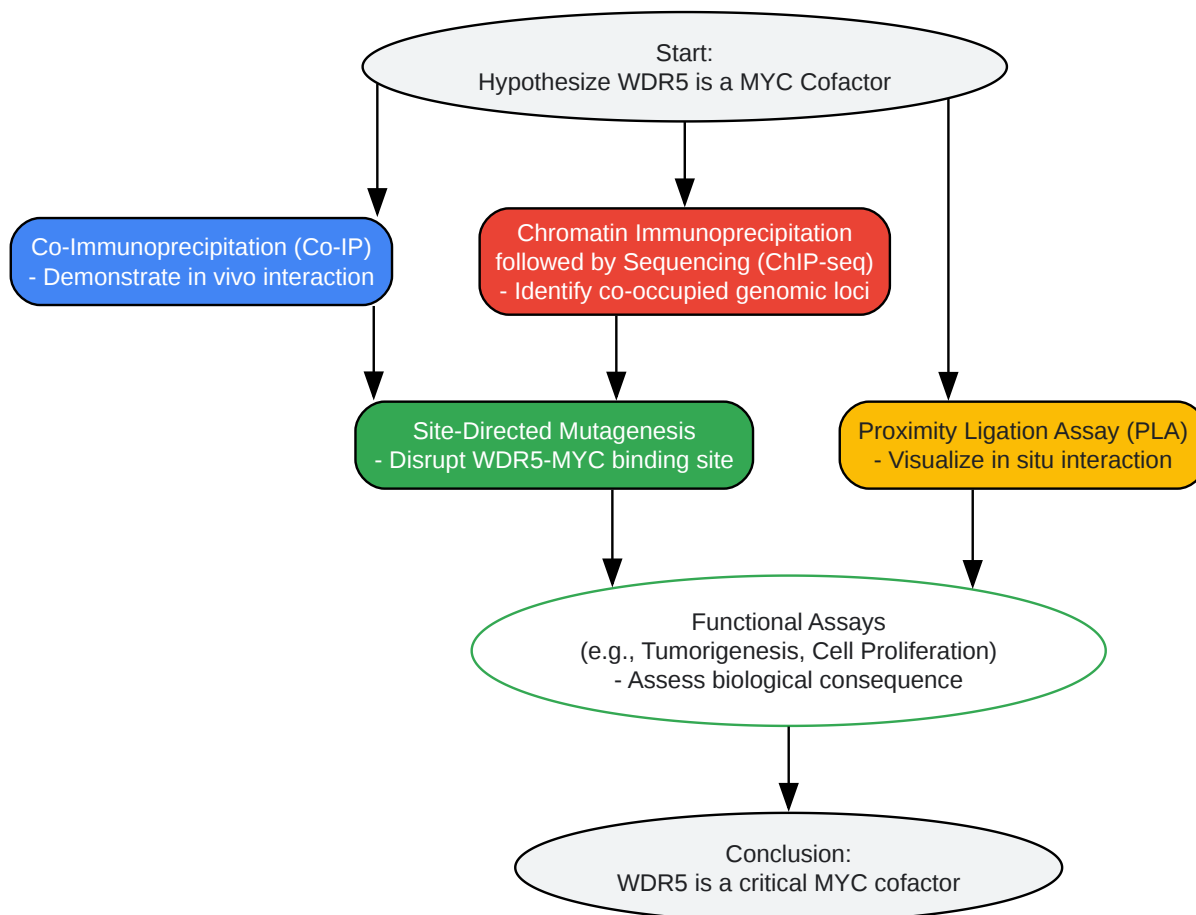 Start:
Hypothesize WDR5 is a MYC Cofactor
Co-Immunoprecipitation (Co-IP)
- Demonstrate in vivo interaction
Chromatin Immunoprecipitation
followed by Sequencing (ChIP-seq)
- Identify co-occupied genomic loci
Site-Directed Mutagenesis
- Disrupt WDR5-MYC binding site
Proximity Ligation Assay (PLA)
- Visualize in situ interaction
Functional Assays
(e.g., Tumorigenesis, Cell Proliferation)
- Assess biological consequence
Conclusion:
WDR5 is a critical MYC cofactor